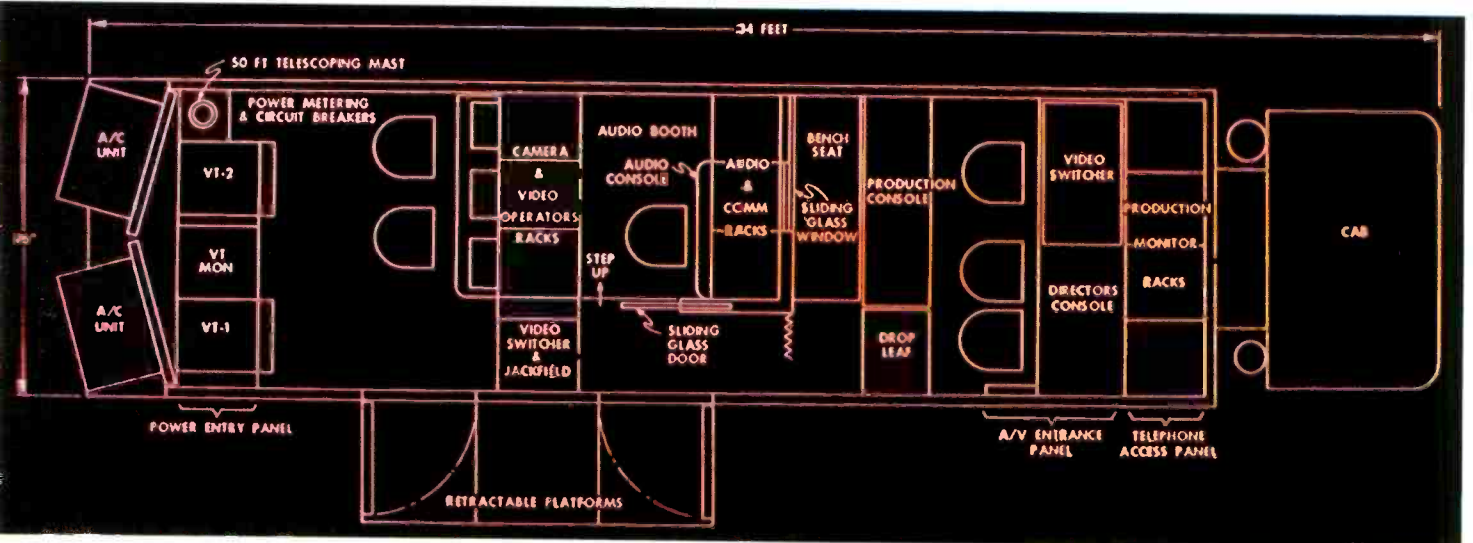 34 FEET
50 FT TELESCOPING MAST
POWER METERING
& CIRCUIT BREAKERS
A/C
UNIT
VT-2
VT
MON
VT-1
A/C
UNIT
POWER ENTRY PANEL
CAMERA
&
VIDEO
OPERATORS
RACKS
VIDEO
SWITCHER
&
JACKFIELD
AUDIO BOOTH
AUDIO
CONSOLE
STEP
UP
SLIDING
GLASS
DOOR
AUDIO
&
COMM
RACKS
BENCH
SEAT
SLIDING
GLASS
WINDOW
PRODUCTION
CONSOLE
DROP
LEAF
VIDEO
SWITCHER
DIRECTORS
CONSOLE
PRODUCTION
MONITOR
RACKS
CAB
A/V ENTRANCE
PANEL
TELEPHONE
ACCESS PANEL
RETRACTABLE PLATFORMS